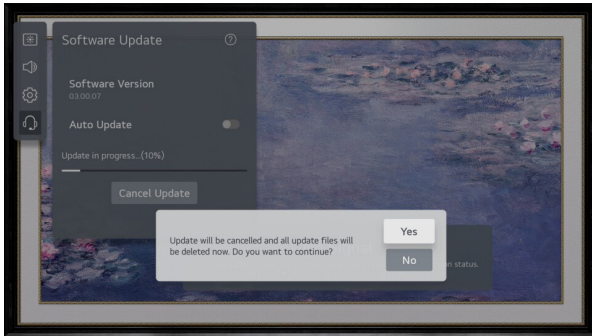 Software Update
Software Version
03.00.07
Auto Update
Update in progress..(10%)
Cancel Update
Update will be cancelled and all update files will
be deleted now. Do you want to continue?
Yes
No
on status.